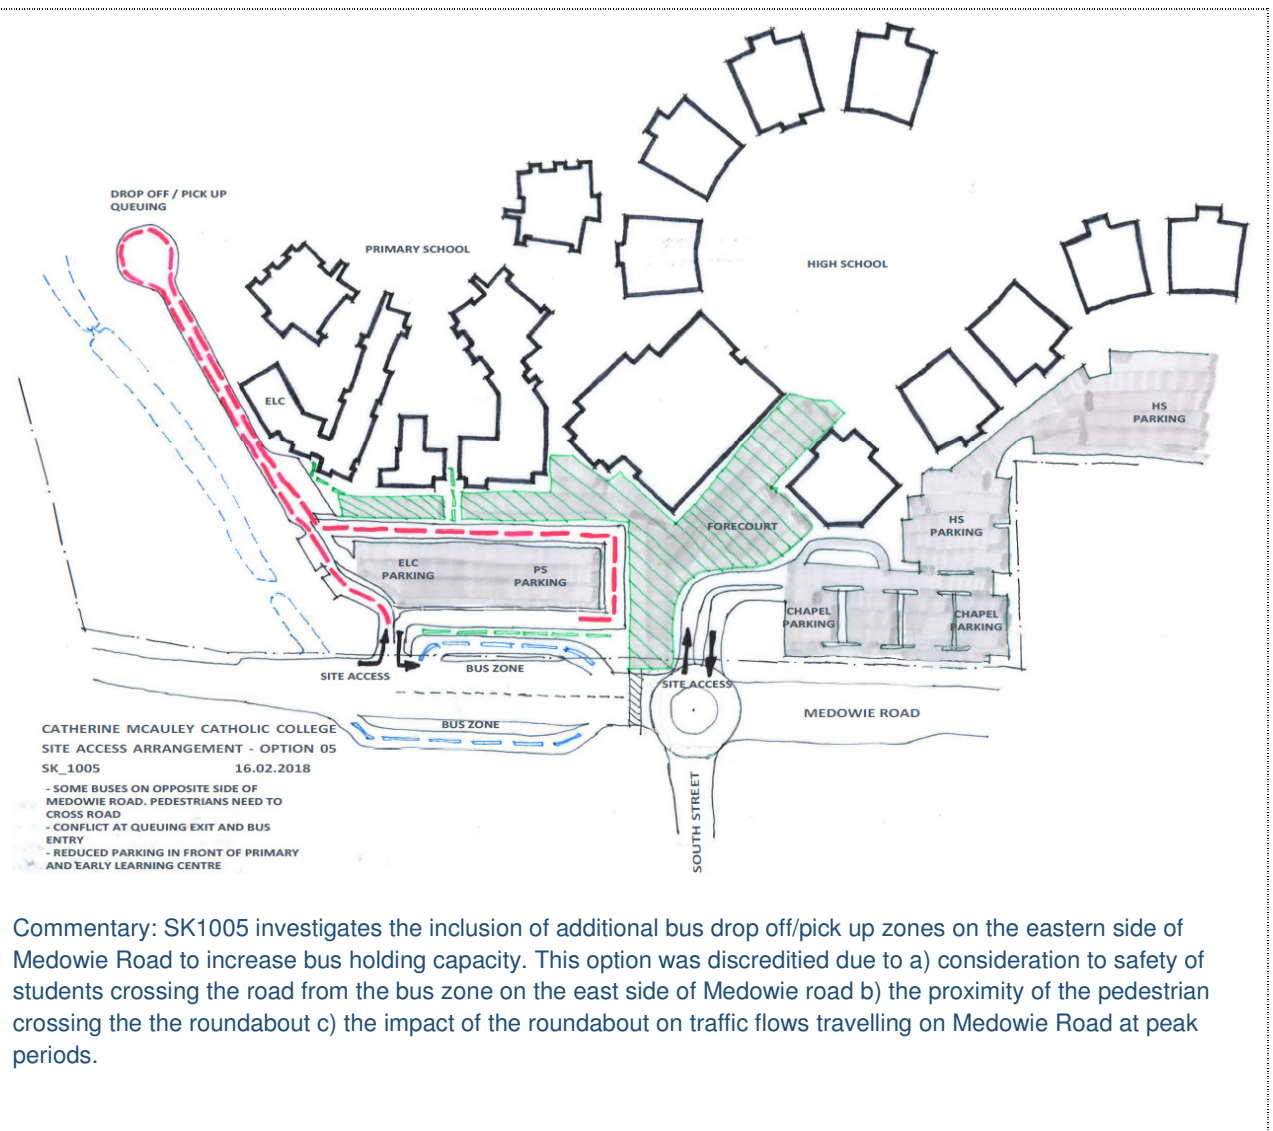 DROP OFF / PICK UP
QUEUING
PRIMARY SCHOOL
HIGH SCHOOL
ELC
HS
PARKING
FORECOURT
HS
PARKING
ELC
PARKING
PS
PARKING
CHAPEL
PARKING
CHAPEL
PARKING
SITE ACCESS
BUS ZONE
SITE ACCESS
BUS ZONE
MEDOWIE ROAD
SOUTH STREET
CATHERINE MCAULEY CATHOLIC COLLEGE
SITE ACCESS ARRANGEMENT - OPTION 05
SK_1005 16.02.2018
- SOME BUSES ON OPPOSITE SIDE OF
MEDOWIE ROAD. PEDESTRIANS NEED TO
CROSS ROAD
- CONFLICT AT QUEUING EXIT AND BUS
ENTRY
- REDUCED PARKING IN FRONT OF PRIMARY
AND EARLY LEARNING CENTRE
Commentary: SK1005 investigates the inclusion of additional bus drop off/pick up zones on the eastern side of
Medowie Road to increase bus holding capacity. This option was discreditied due to a) consideration to safety of
students crossing the road from the bus zone on the east side of Medowie road b) the proximity of the pedestrian
crossing the the roundabout c) the impact of the roundabout on traffic flows travelling on Medowie Road at peak
periods.